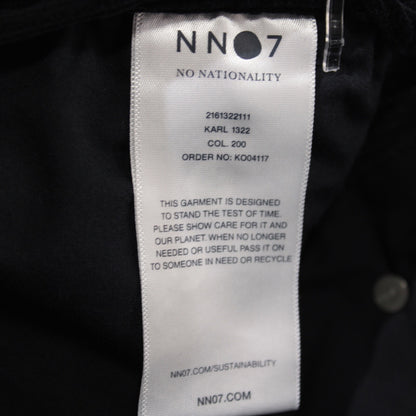 NN07
NO NATIONALITY
2161322111
KARL 1322
COL. 200
ORDER NO: KO04117
THIS GARMENT IS DESIGNED
TO STAND THE TEST OF TIME.
PLEASE SHOW CARE FOR IT AND
OUR PLANET. WHEN NO LONGER
NEEDED OR USEFUL PASS IT ON
TO SOMEONE IN NEED OR RECYCLE
NN07.COM/SUSTAINABILITY
NN07.COM